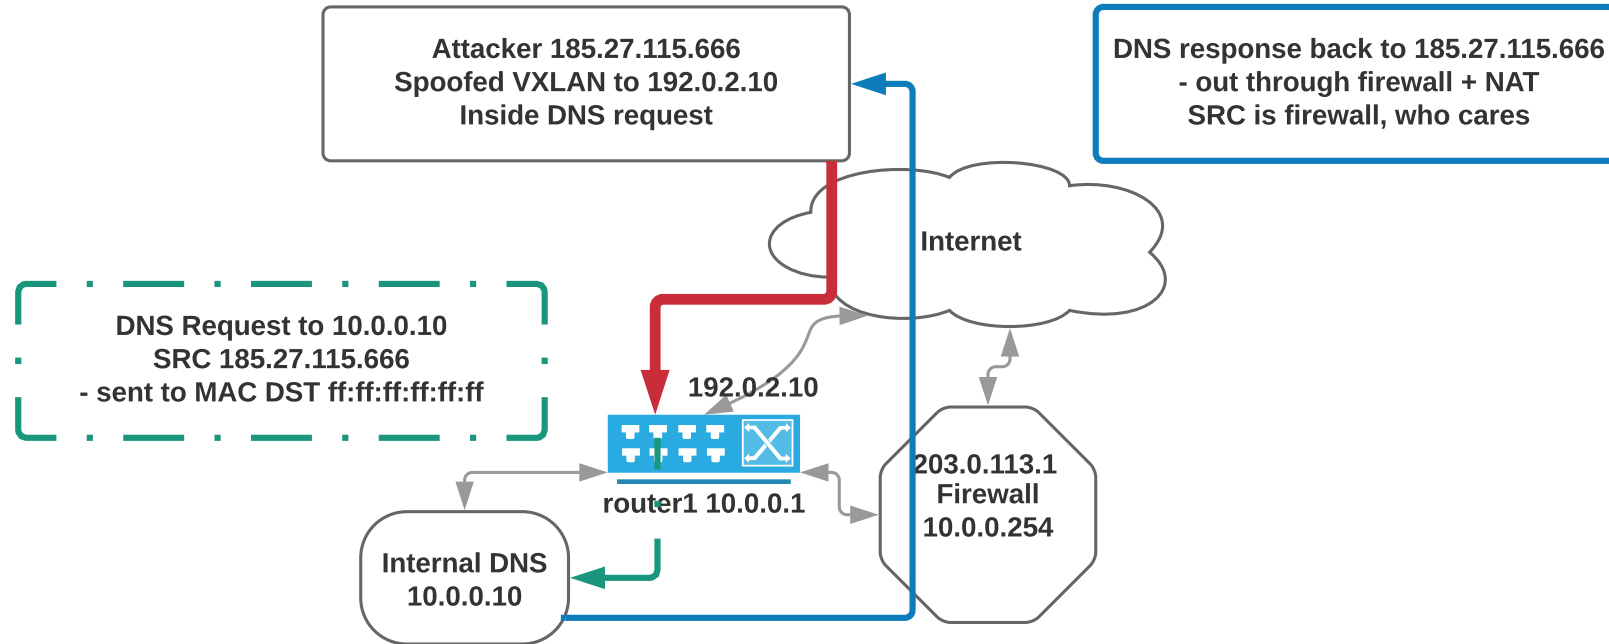 Attacker 185.27.115.666
Spoofed VXLAN to 192.0.2.10
Inside DNS request
DNS response back to 185.27.115.666
- out through firewall + NAT
SRC is firewall, who cares
Internet
DNS Request to 10.0.0.10
SRC 185.27.115.666
- sent to MAC DST ff:ff:ff:ff:ff:ff
192.0.2.10
router1 10.0.0.1
203.0.113.1
Firewall
10.0.0.254
Internal DNS
10.0.0.10